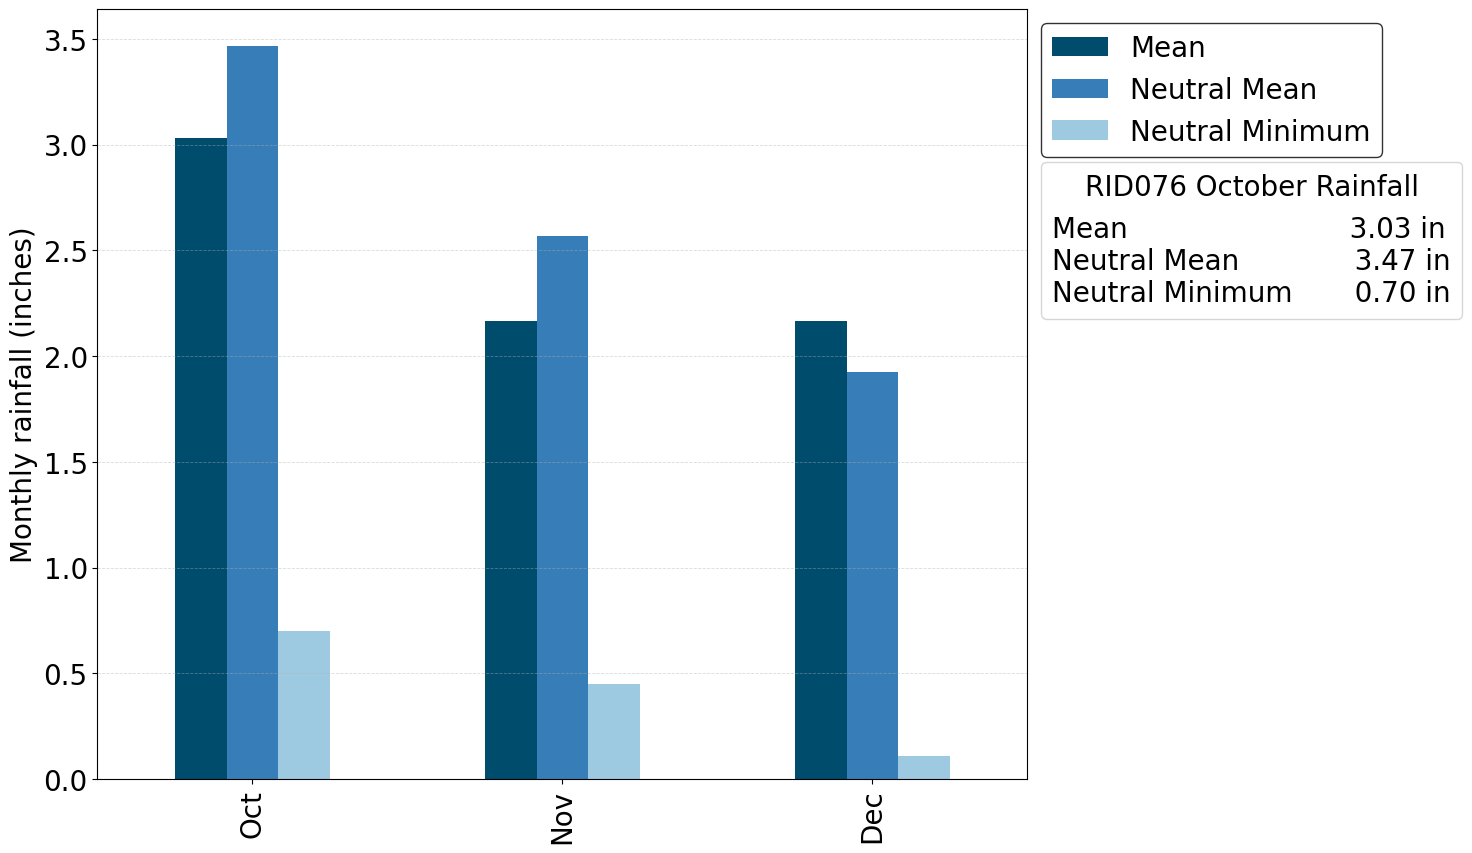 3.5
3.0
2.5
2.0
1.5
1.0
0.5
0.0
Monthly rainfall (inches)
Oct
Nov
Dec
Mean
Neutral Mean
Neutral Minimum
RID076 October Rainfall
Mean 3.03 in
Neutral Mean 3.47 in
Neutral Minimum 0.70 in